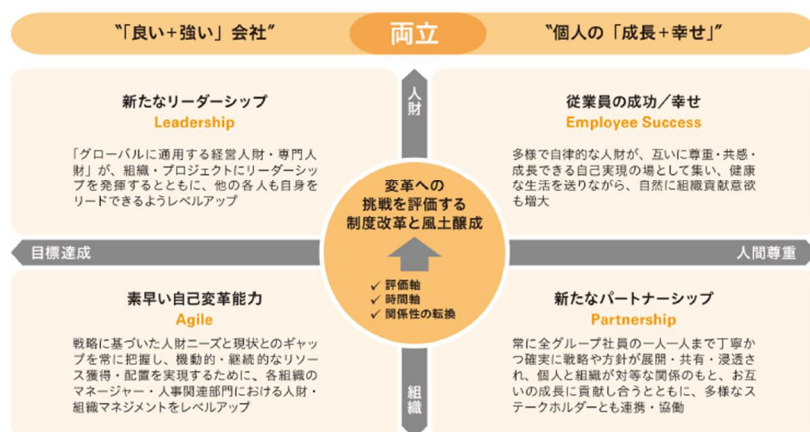 “「良い+強い」会社”
両立
“個人の「成長+幸せ」”
人財
新たなリーダーシップ
Leadership
「グローバルに通用する経営人財・専門人
財」が、組織・プロジェクトにリーダーシッ
プを発揮するとともに、他の各人も自身を
リードできるようレベルアップ
従業員の成功／幸せ
Employee Success
多様で自律的な人財が、互いに尊重・共感・
成長できる自己実現の場として集い、健康
な生活を送りながら、自然に組織貢献意欲
も増大
変革への
挑戦を評価する
制度改革と風土醸成
✓ 評価軸
✓ 時間軸
✓ 関係性の転換
目標達成
人間尊重
素早い自己変革能力
Agile
戦略に基づいた人財ニーズと現状とのギャッ
プを常に把握し、機動的・継続的なリソー
ス獲得・配置を実現するために、各組織の
マネージャー・人事関連部門における人財・
組織マネジメントをレベルアップ
新たなパートナーシップ
Partnership
常に全グループ社員の一人一人まで丁寧か
つ確実に戦略や方針が展開・共有・浸透さ
れ、個人と組織が対等な関係のもと、お互
いの成長に貢献し合うとともに、多様なス
テークホルダーとも連携・協働
組織